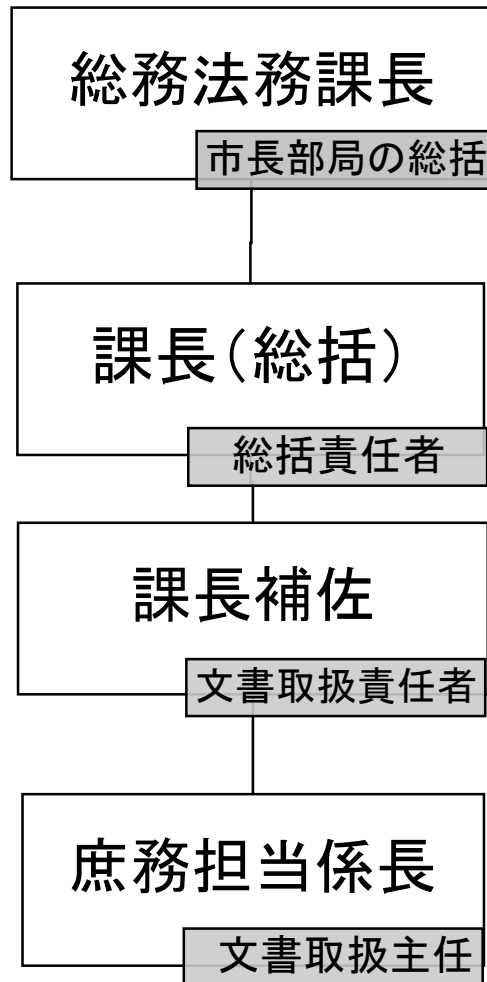 総務法務課長
市長部局の総括
課長(総括)
総括責任者
課長補佐
文書取扱責任者
庶務担当係長
文書取扱主任